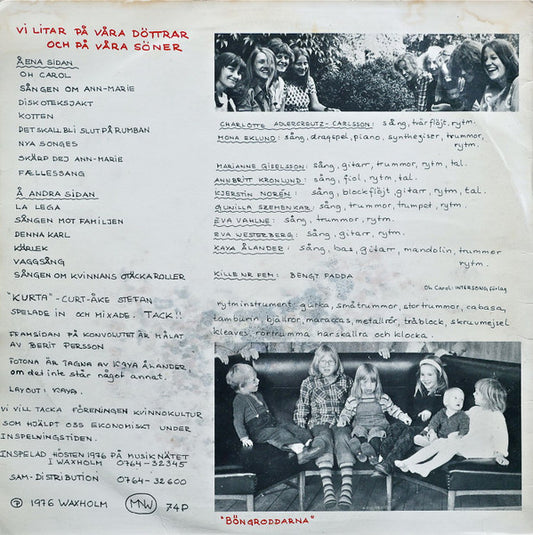 VI LITAR PÅ VÅRA DÖTTRAR
OCH PÅ VÅRA SÖNER
ÅENA SIDAN
OH CAROL
SÅNGEN OM ANN-MARIE
DISKOTEKSJAKT
KOTTEN
DET SKALL BLI SLUT PÅ RUMBAN
NYA SONGES
SKÄRP DEJ ANN-MARIE
FÆLLESSANG
Å ANDRA SIDAN
LA LEGA
SÅNGEN MOT FAMILJEN
DENNA KARL
KÄRLEK
VAGGSÅNG
SÅNGEN OM KVINNANS OTÄCKA ROLLER
"KURTA" - CURT-ÅKE STEFAN
SPELADE IN OCH MIXADE. TACK!!
FRAMSIDAN PÅ KONVOLUTET ÄR MÅLAT
AV BERIT PERSSON
FOTONA ÄR TAGNA AV KAYA ÅLANDER
om det inte står något annat.
LAYOUT: KAYA.
VI VILL TACKA FÖRENINGEN KVINNOKULTUR
SOM HJÄLPT OSS EKONOMISKT UNDER
INSPELNINGSTIDEN.
INSPELAD HÖSTEN 1976 PÅ MUSIKNÄTET
I WAXHOLM 0764-32345
SAM-DISTRIBUTION 0764-32600
Ⓟ 1976 WAXHOLM MNW 74P
CHARLOTTE ADLERCREUTZ-CARLSSON: sång, tvärflöjt, rytm.
MONA EKLUND: sång, dragspel, piano, synthesizer, trummor,
rytm.
MARIANNE GISELSSON: sång, gitarr, trummor, rytm, tal.
ANNBRITT KRONLUND: sång, fiol, rytm, tal.
KJERSTIN NORÉN: sång, blockflöjt, gitarr, rytm, tal.
GUNILLA SZEMENKAR: sång, trummor, trumpet, rytm.
EVA VAHLNE: sång, trummor, rytm.
EVA WESTERBERG: sång, gitarr, rytm.
KAYA ÅLANDER: sång, bas, gitarr, mandolin, trummor
rytm.
KILLE NR FEM: BENGT PADDA
Oh Carol: INTERSONG förlag
rytminstrument: gurka, småtrummor, stortrummor, cabasa,
tamburin, bjällror, maraccas, metallrör, träblock, skruvmejsel
kleaves, rörtrumma, harskallra och klocka.
"BÖNGRODDARNA"